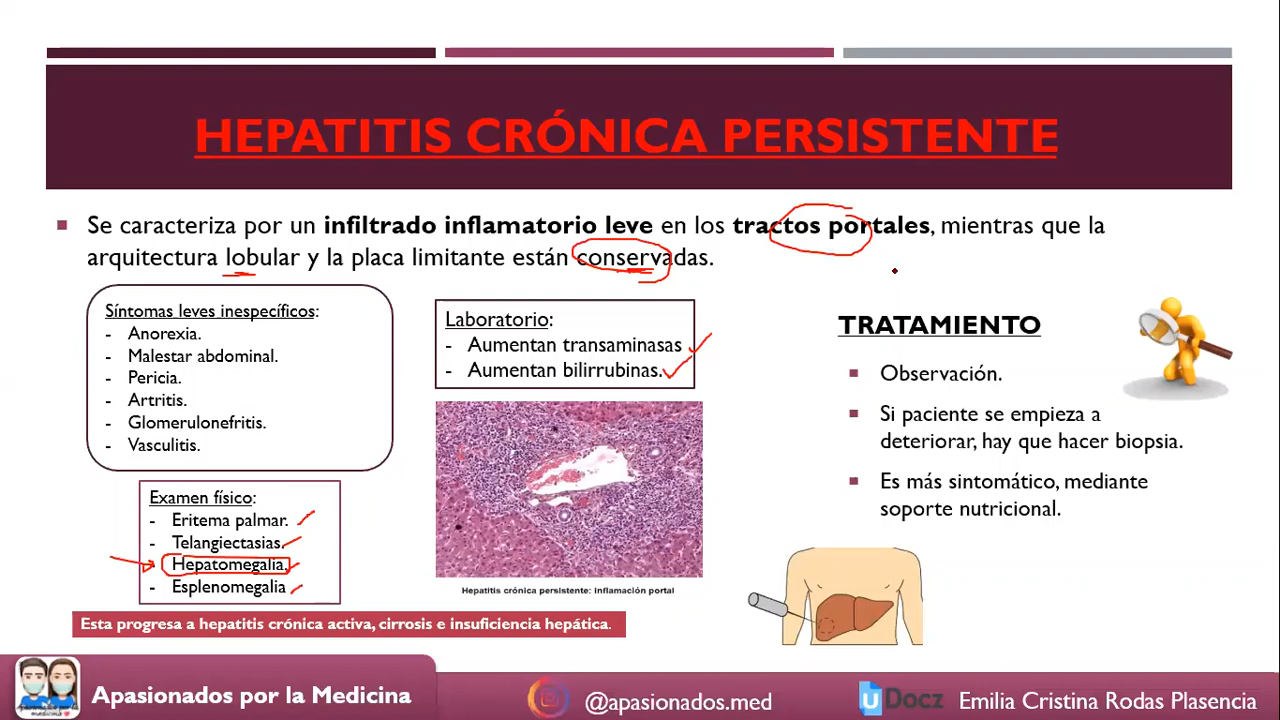 HEPATITIS CRÓNICA PERSISTENTE
Se caracteriza por un infiltrado inflamatorio leve en los tractos portales, mientras que la
arquitectura lobular y la placa limitante están conservadas.
Síntomas leves inespecíficos:
- Anorexia.
- Malestar abdominal.
- Pericia.
- Artritis.
- Glomerulonefritis.
- Vasculitis.
Examen físico:
- Eritema palmar.
- Telangiectasias.
- Hepatomegalia.
- Esplenomegalia
Esta progresa a hepatitis crónica activa, cirrosis e insuficiencia hepática.
Laboratorio:
- Aumentan transaminasas
- Aumentan bilirrubinas.
Hepatitis crónica persistente: Inflamación portal
TRATAMIENTO
Observación.
Si paciente se empieza a
deteriorar, hay que hacer biopsia.
Es más sintomático, mediante
soporte nutricional.
Apasionados por la Medicina
@apasionados.med
uDocz
Emilia Cristina Rodas Plasencia